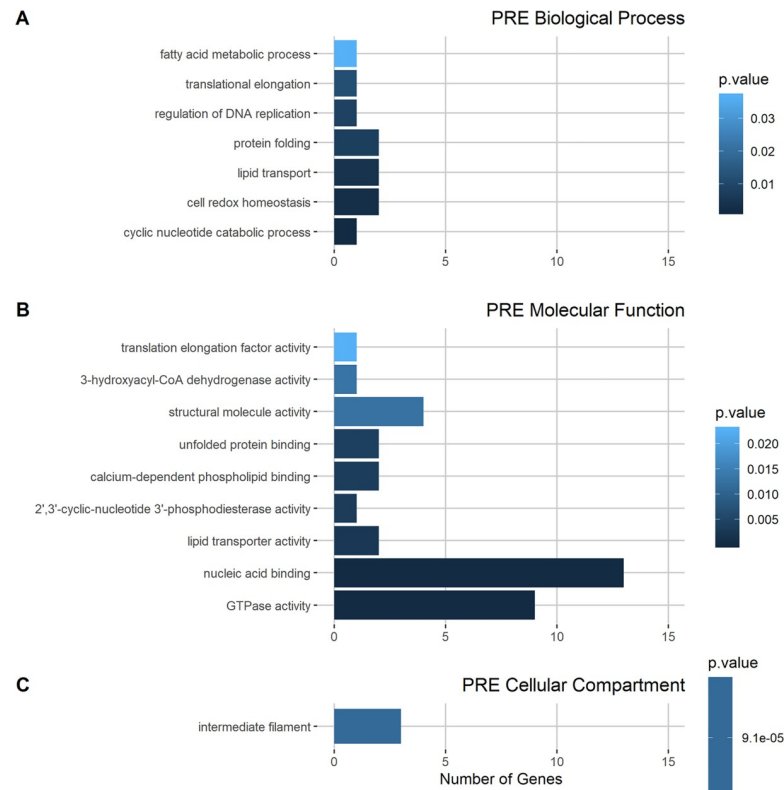 A
PRE Biological Process
fatty acid metabolic process
translational elongation
regulation of DNA replication
protein folding
lipid transport
cell redox homeostasis
cyclic nucleotide catabolic process
0 5 10 15
p.value
0.03
0.02
0.01
B
PRE Molecular Function
translation elongation factor activity
3-hydroxyacyl-CoA dehydrogenase activity
structural molecule activity
unfolded protein binding
calcium-dependent phospholipid binding
2',3'-cyclic-nucleotide 3'-phosphodiesterase activity
lipid transporter activity
nucleic acid binding
GTPase activity
0 5 10 15
p.value
0.020
0.015
0.010
0.005
C
PRE Cellular Compartment
intermediate filament
0 5 10 15
Number of Genes
p.value
9.1e-05